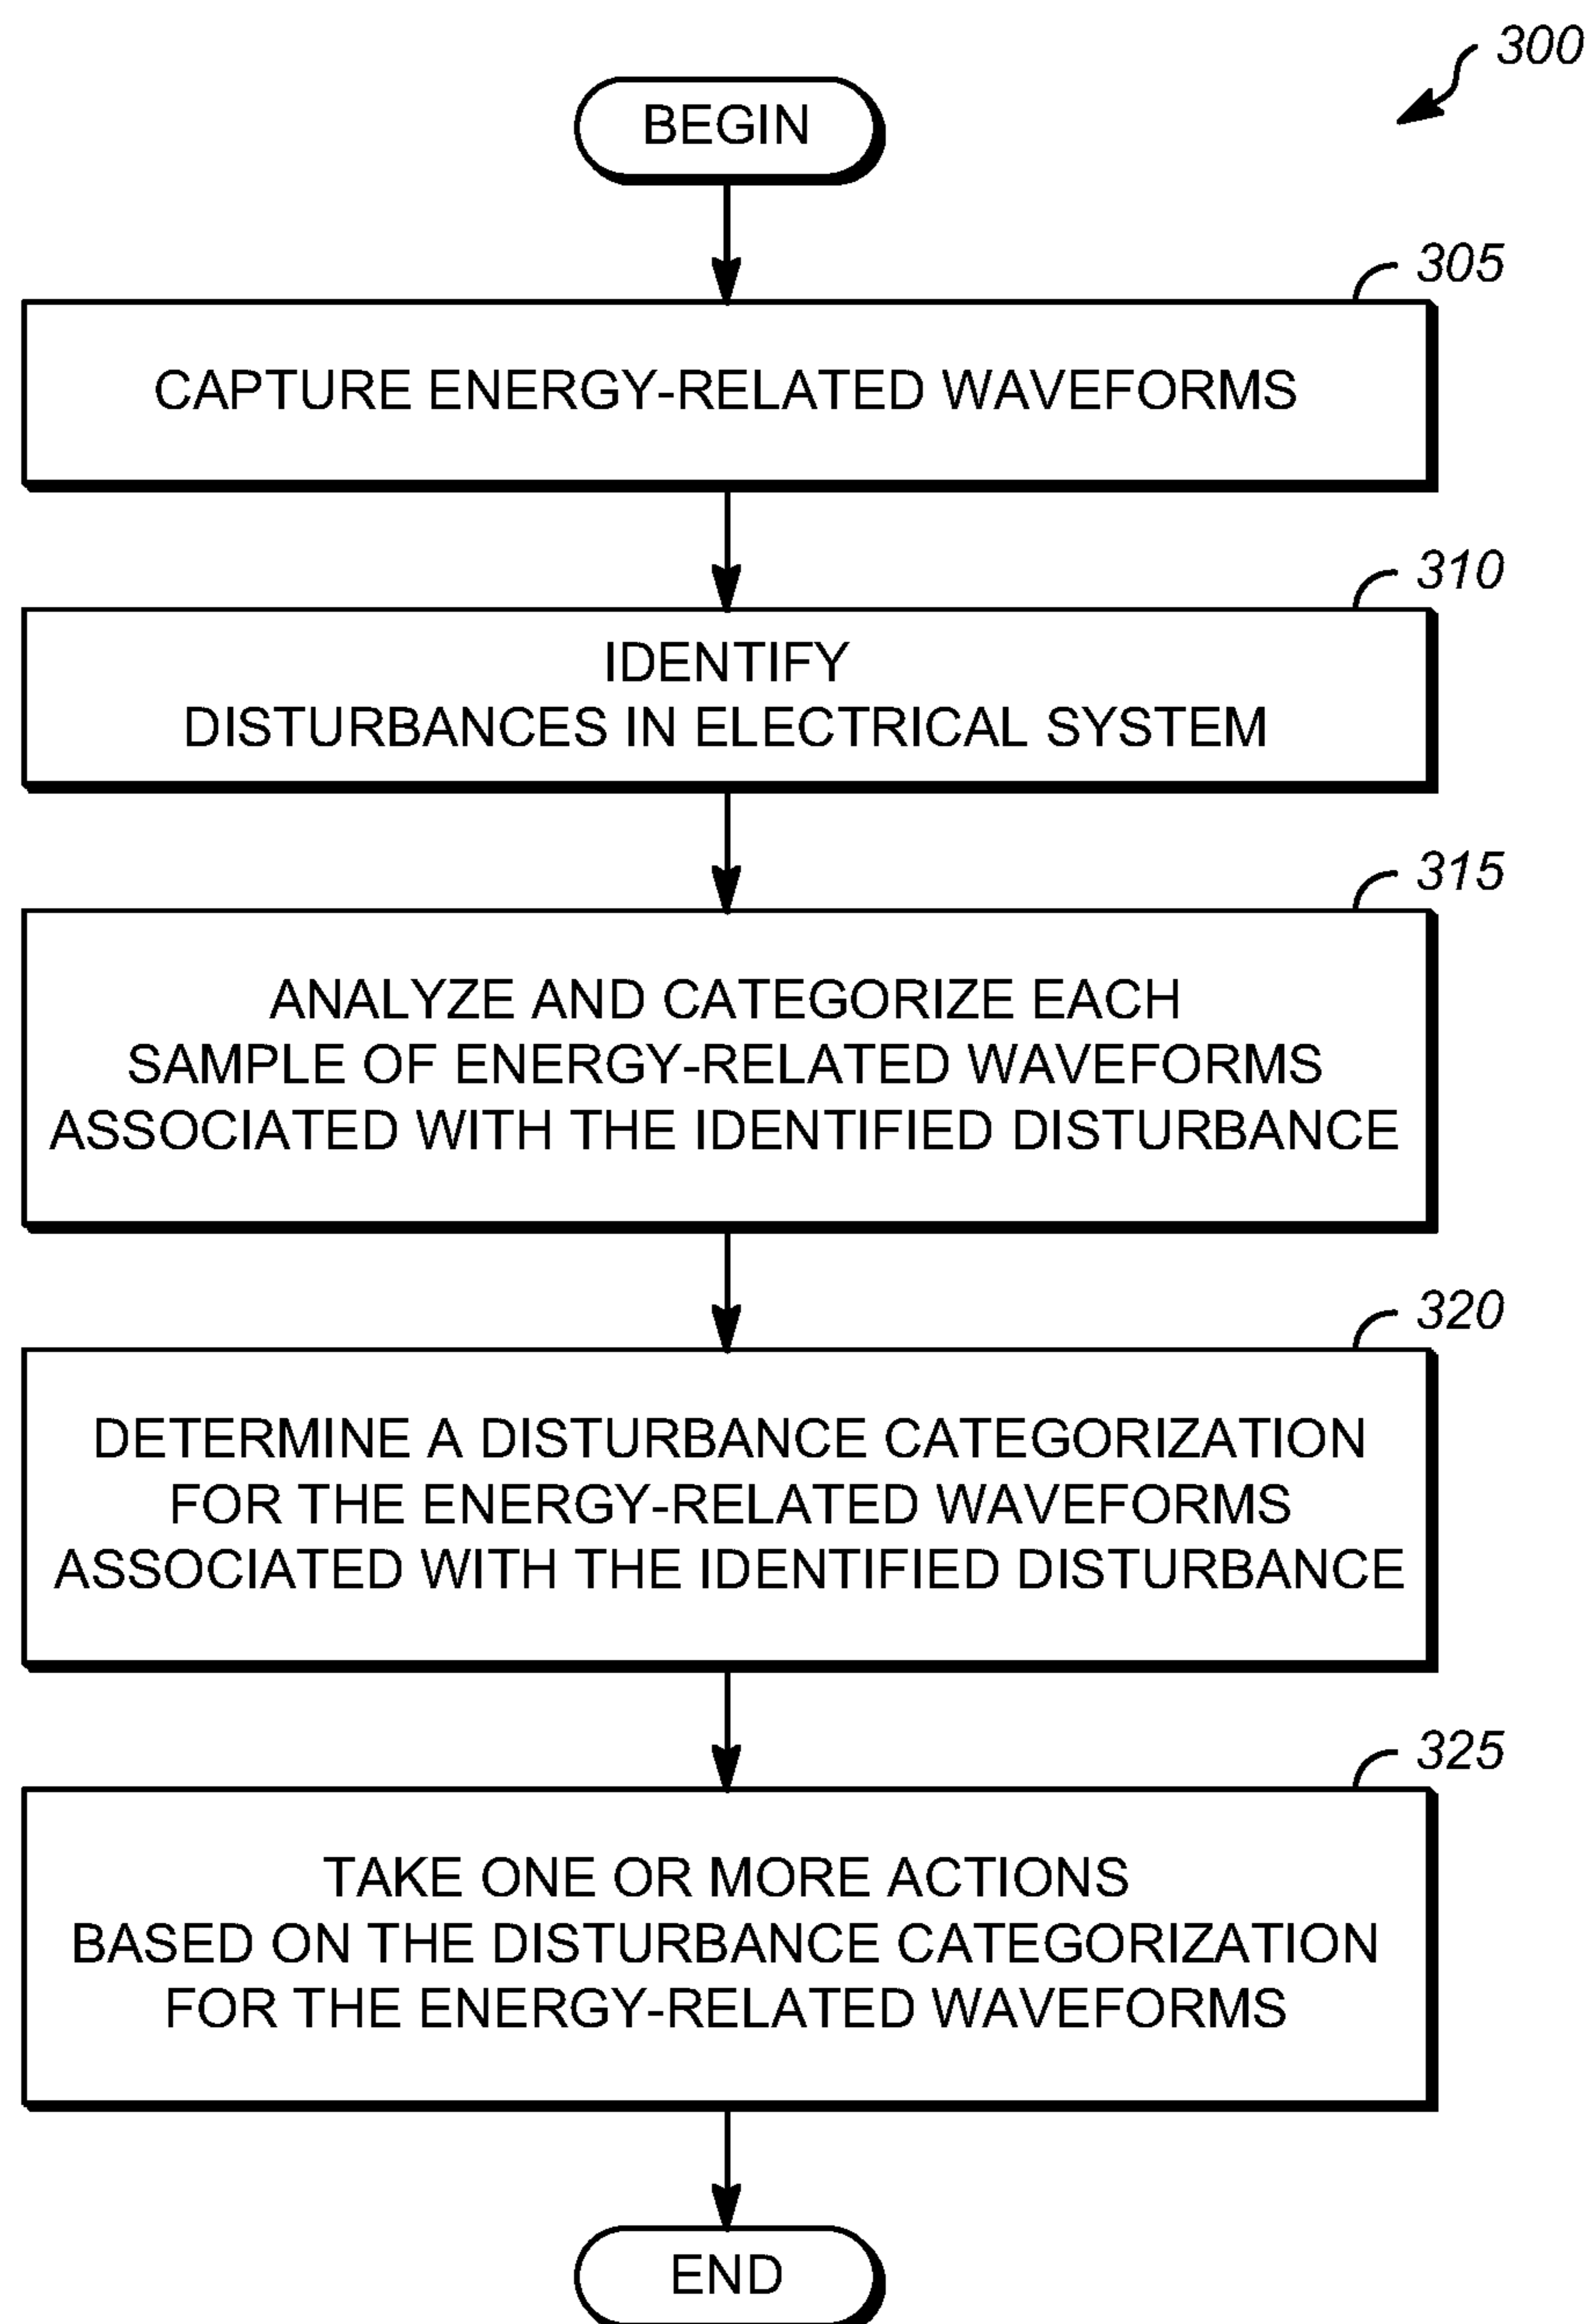 300
BEGIN
305
CAPTURE ENERGY-RELATED WAVEFORMS
310
IDENTIFY
DISTURBANCES IN ELECTRICAL SYSTEM
315
ANALYZE AND CATEGORIZE EACH
SAMPLE OF ENERGY-RELATED WAVEFORMS
ASSOCIATED WITH THE IDENTIFIED DISTURBANCE
320
DETERMINE A DISTURBANCE CATEGORIZATION
FOR THE ENERGY-RELATED WAVEFORMS
ASSOCIATED WITH THE IDENTIFIED DISTURBANCE
325
TAKE ONE OR MORE ACTIONS
BASED ON THE DISTURBANCE CATEGORIZATION
FOR THE ENERGY-RELATED WAVEFORMS
END